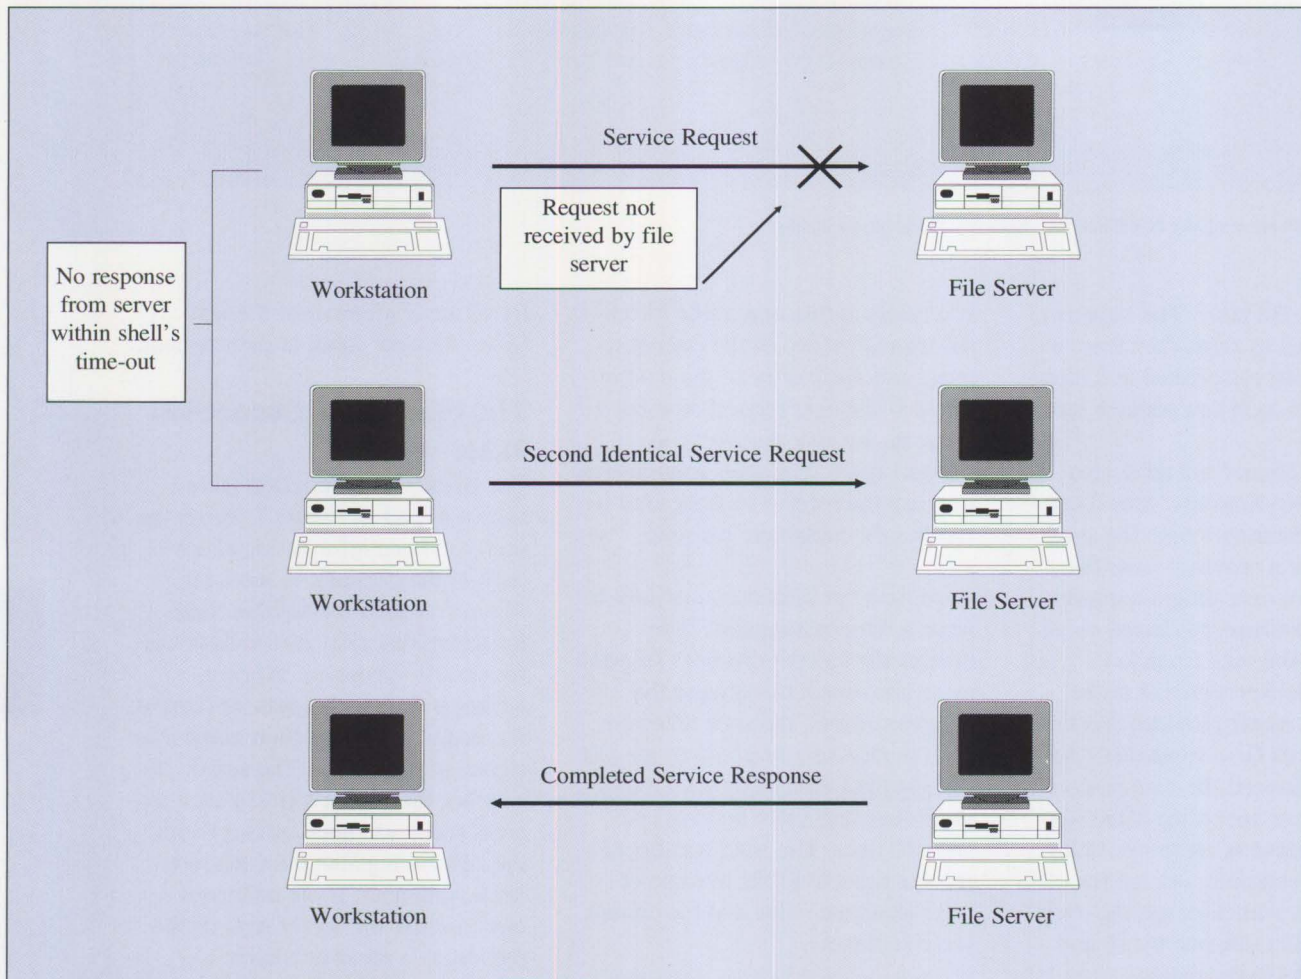 Service Request
Request not
received by file
server
Workstation
File Server
No response
from server
within shell's
time-out
Second Identical Service Request
Workstation
File Server
Completed Service Response
Workstation
File Server